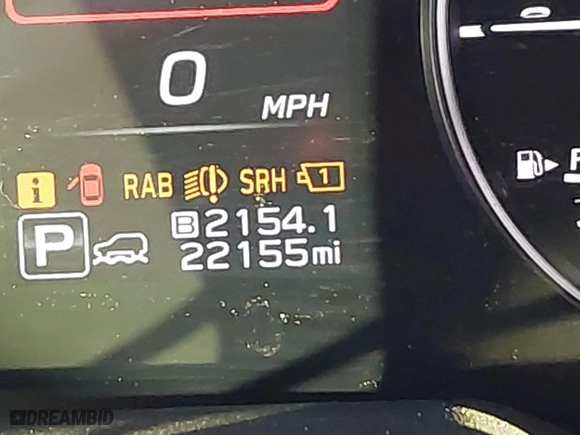 0
MPH
i RAB SRH 1
P B 2154.1
22155mi
F
DREAMBID